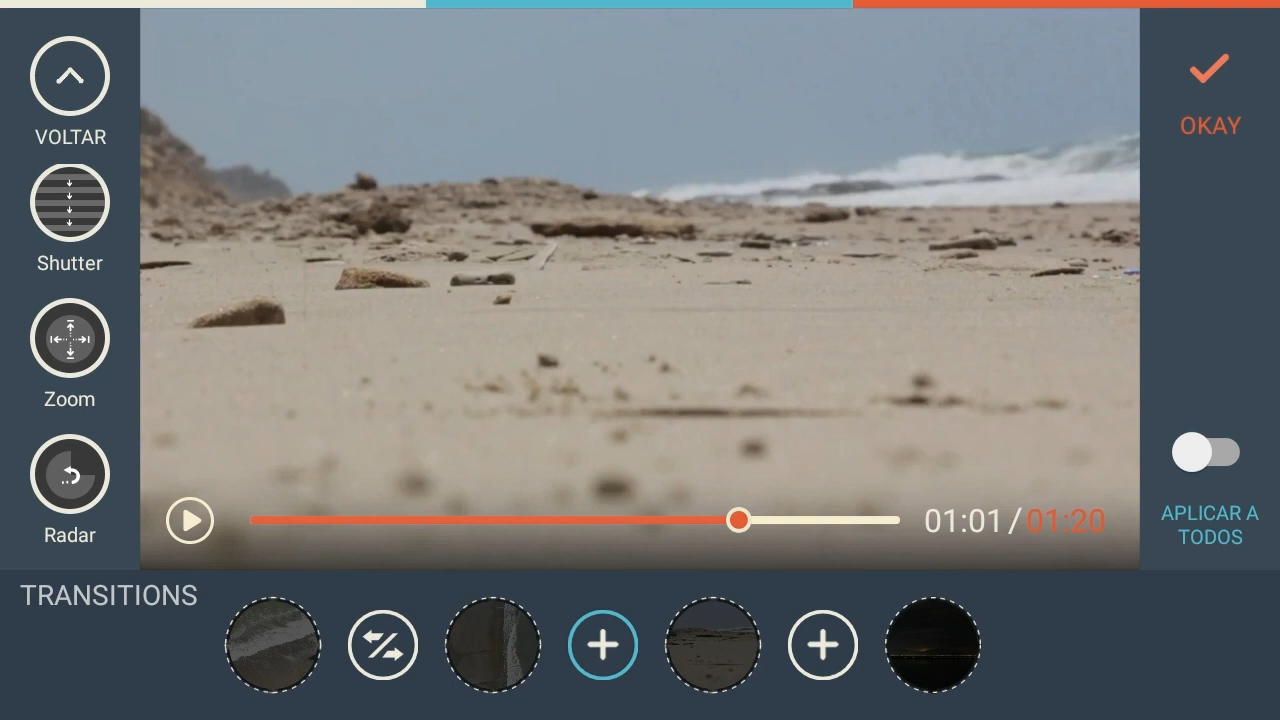 VOLTAR
Shutter
Zoom
Radar
01:01/01:20
OKAY
APLICAR A
TODOS
TRANSITIONS